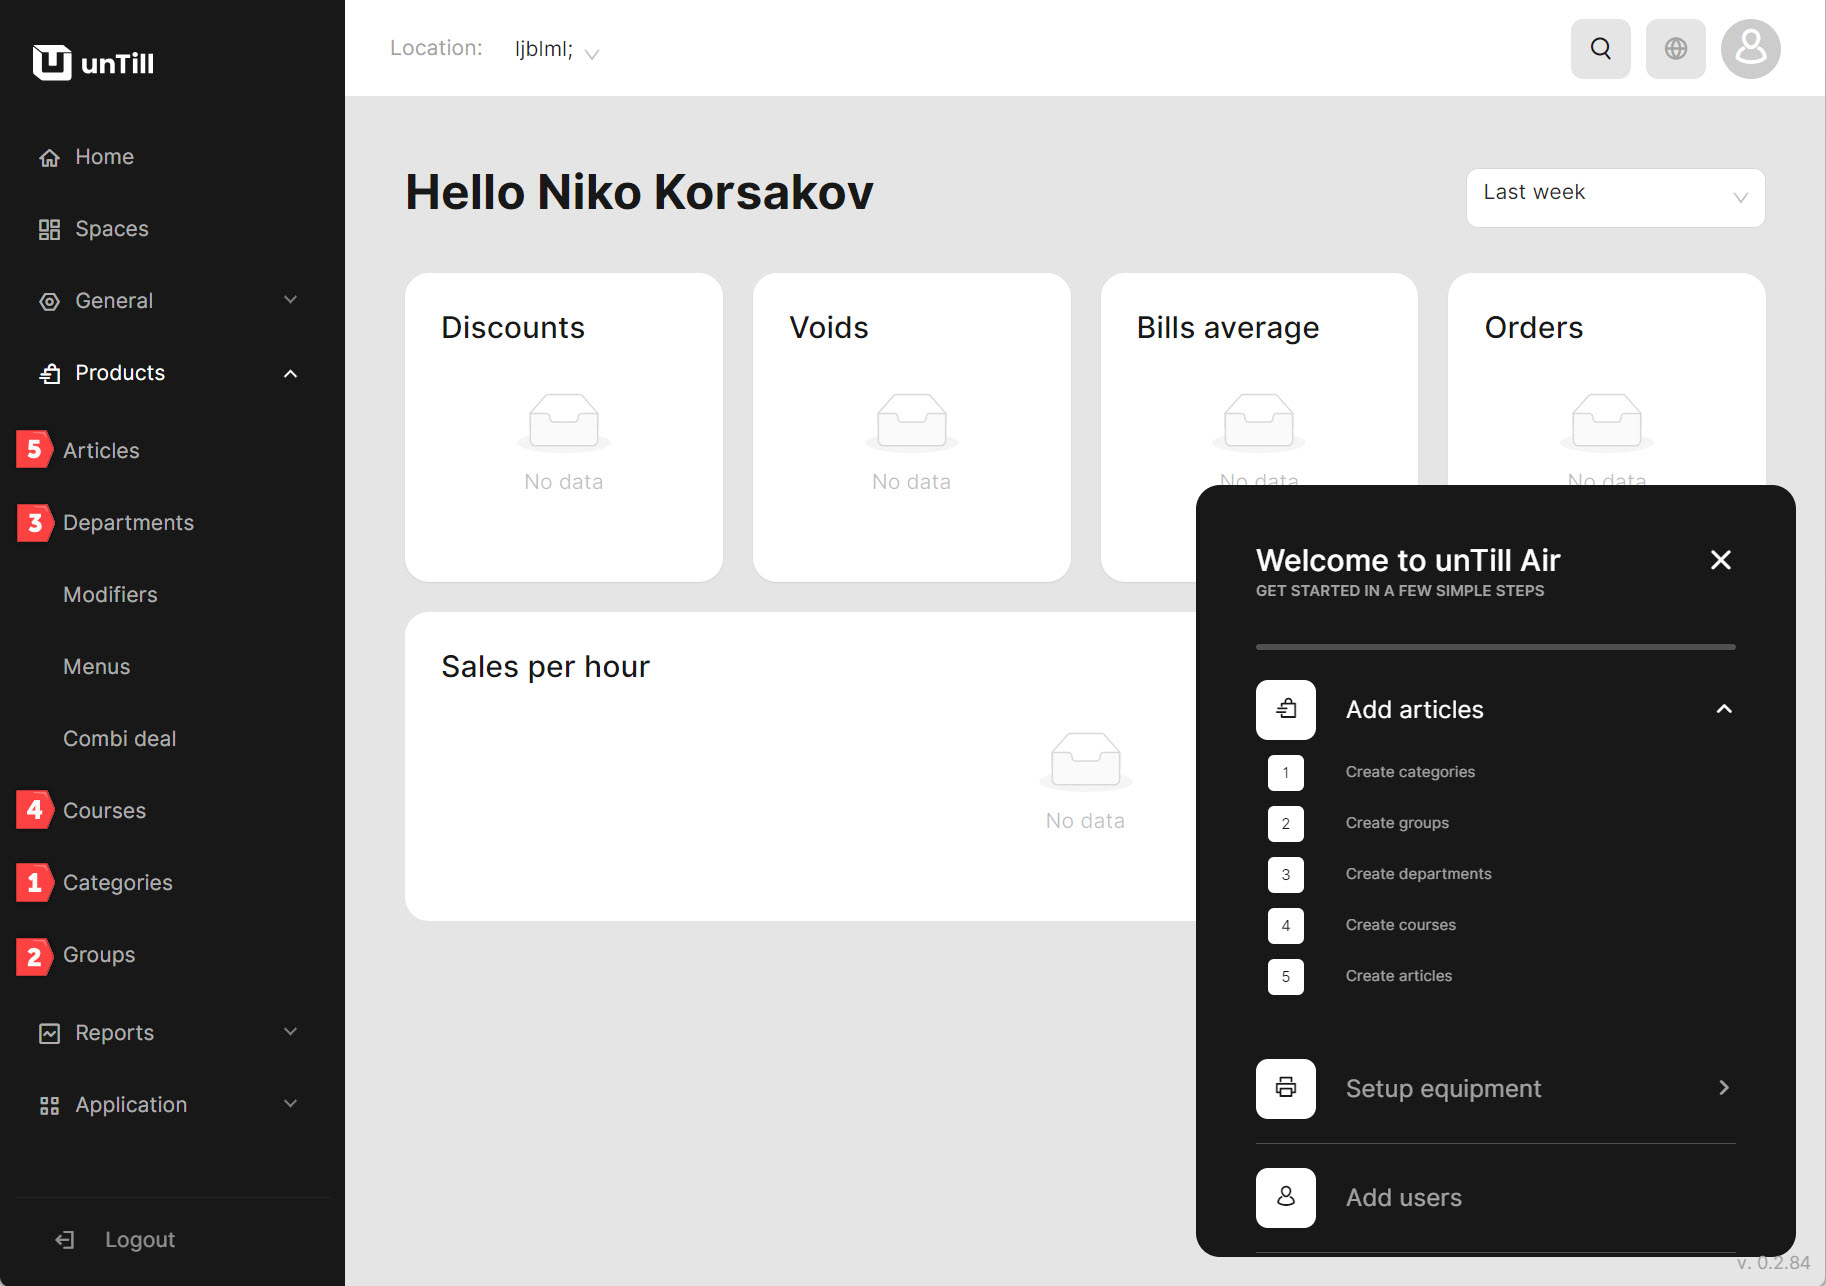 unTill
Home
Spaces
General
Products
5 Articles
3 Departments
Modifiers
Menus
Combi deal
4 Courses
1 Categories
2 Groups
Reports
Application
Logout
Location: ljblml;
Hello Niko Korsakov
Last week
Discounts
No data
Voids
No data
Bills average
No data
Orders
No data
Sales per hour
No data
Welcome to unTill Air
GET STARTED IN A FEW SIMPLE STEPS
Add articles
1 Create categories
2 Create groups
3 Create departments
4 Create courses
5 Create articles
Setup equipment
Add users
v. 0.2.84